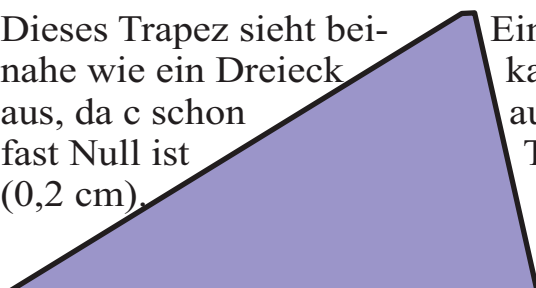 Dieses Trapez sieht bei-
nahe wie ein Dreieck
aus, da c schon
fast Null ist
(0,2 cm).